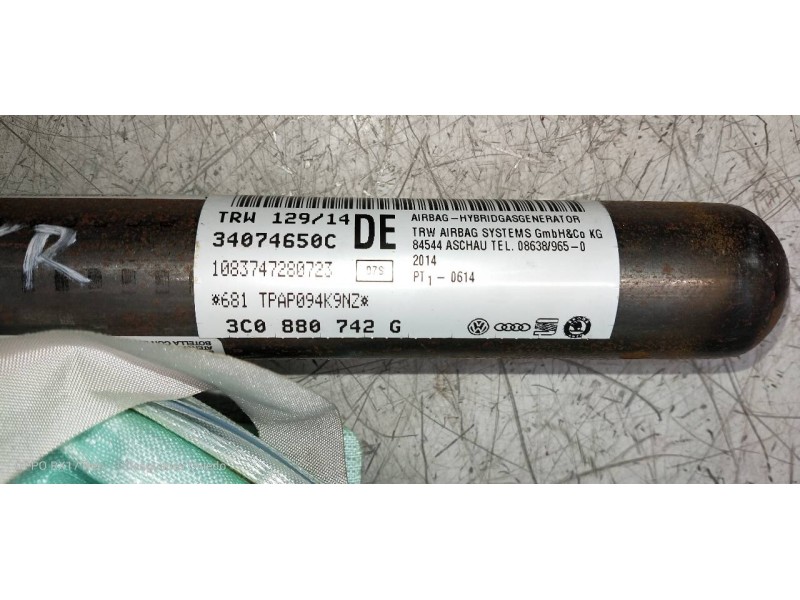 TRW 129/14
DE
AIRBAG-HYBRIDGASGENERATOR
34074650C
TRW AIRBAG SYSTEMS GmbH&Co KG
84544 ASCHAU TEL. 08638/965-0
1083747280723
07S
2014
PT1-0614
*681 TPAP094K9NZ*
3C0 880 742 G
BOTELLA